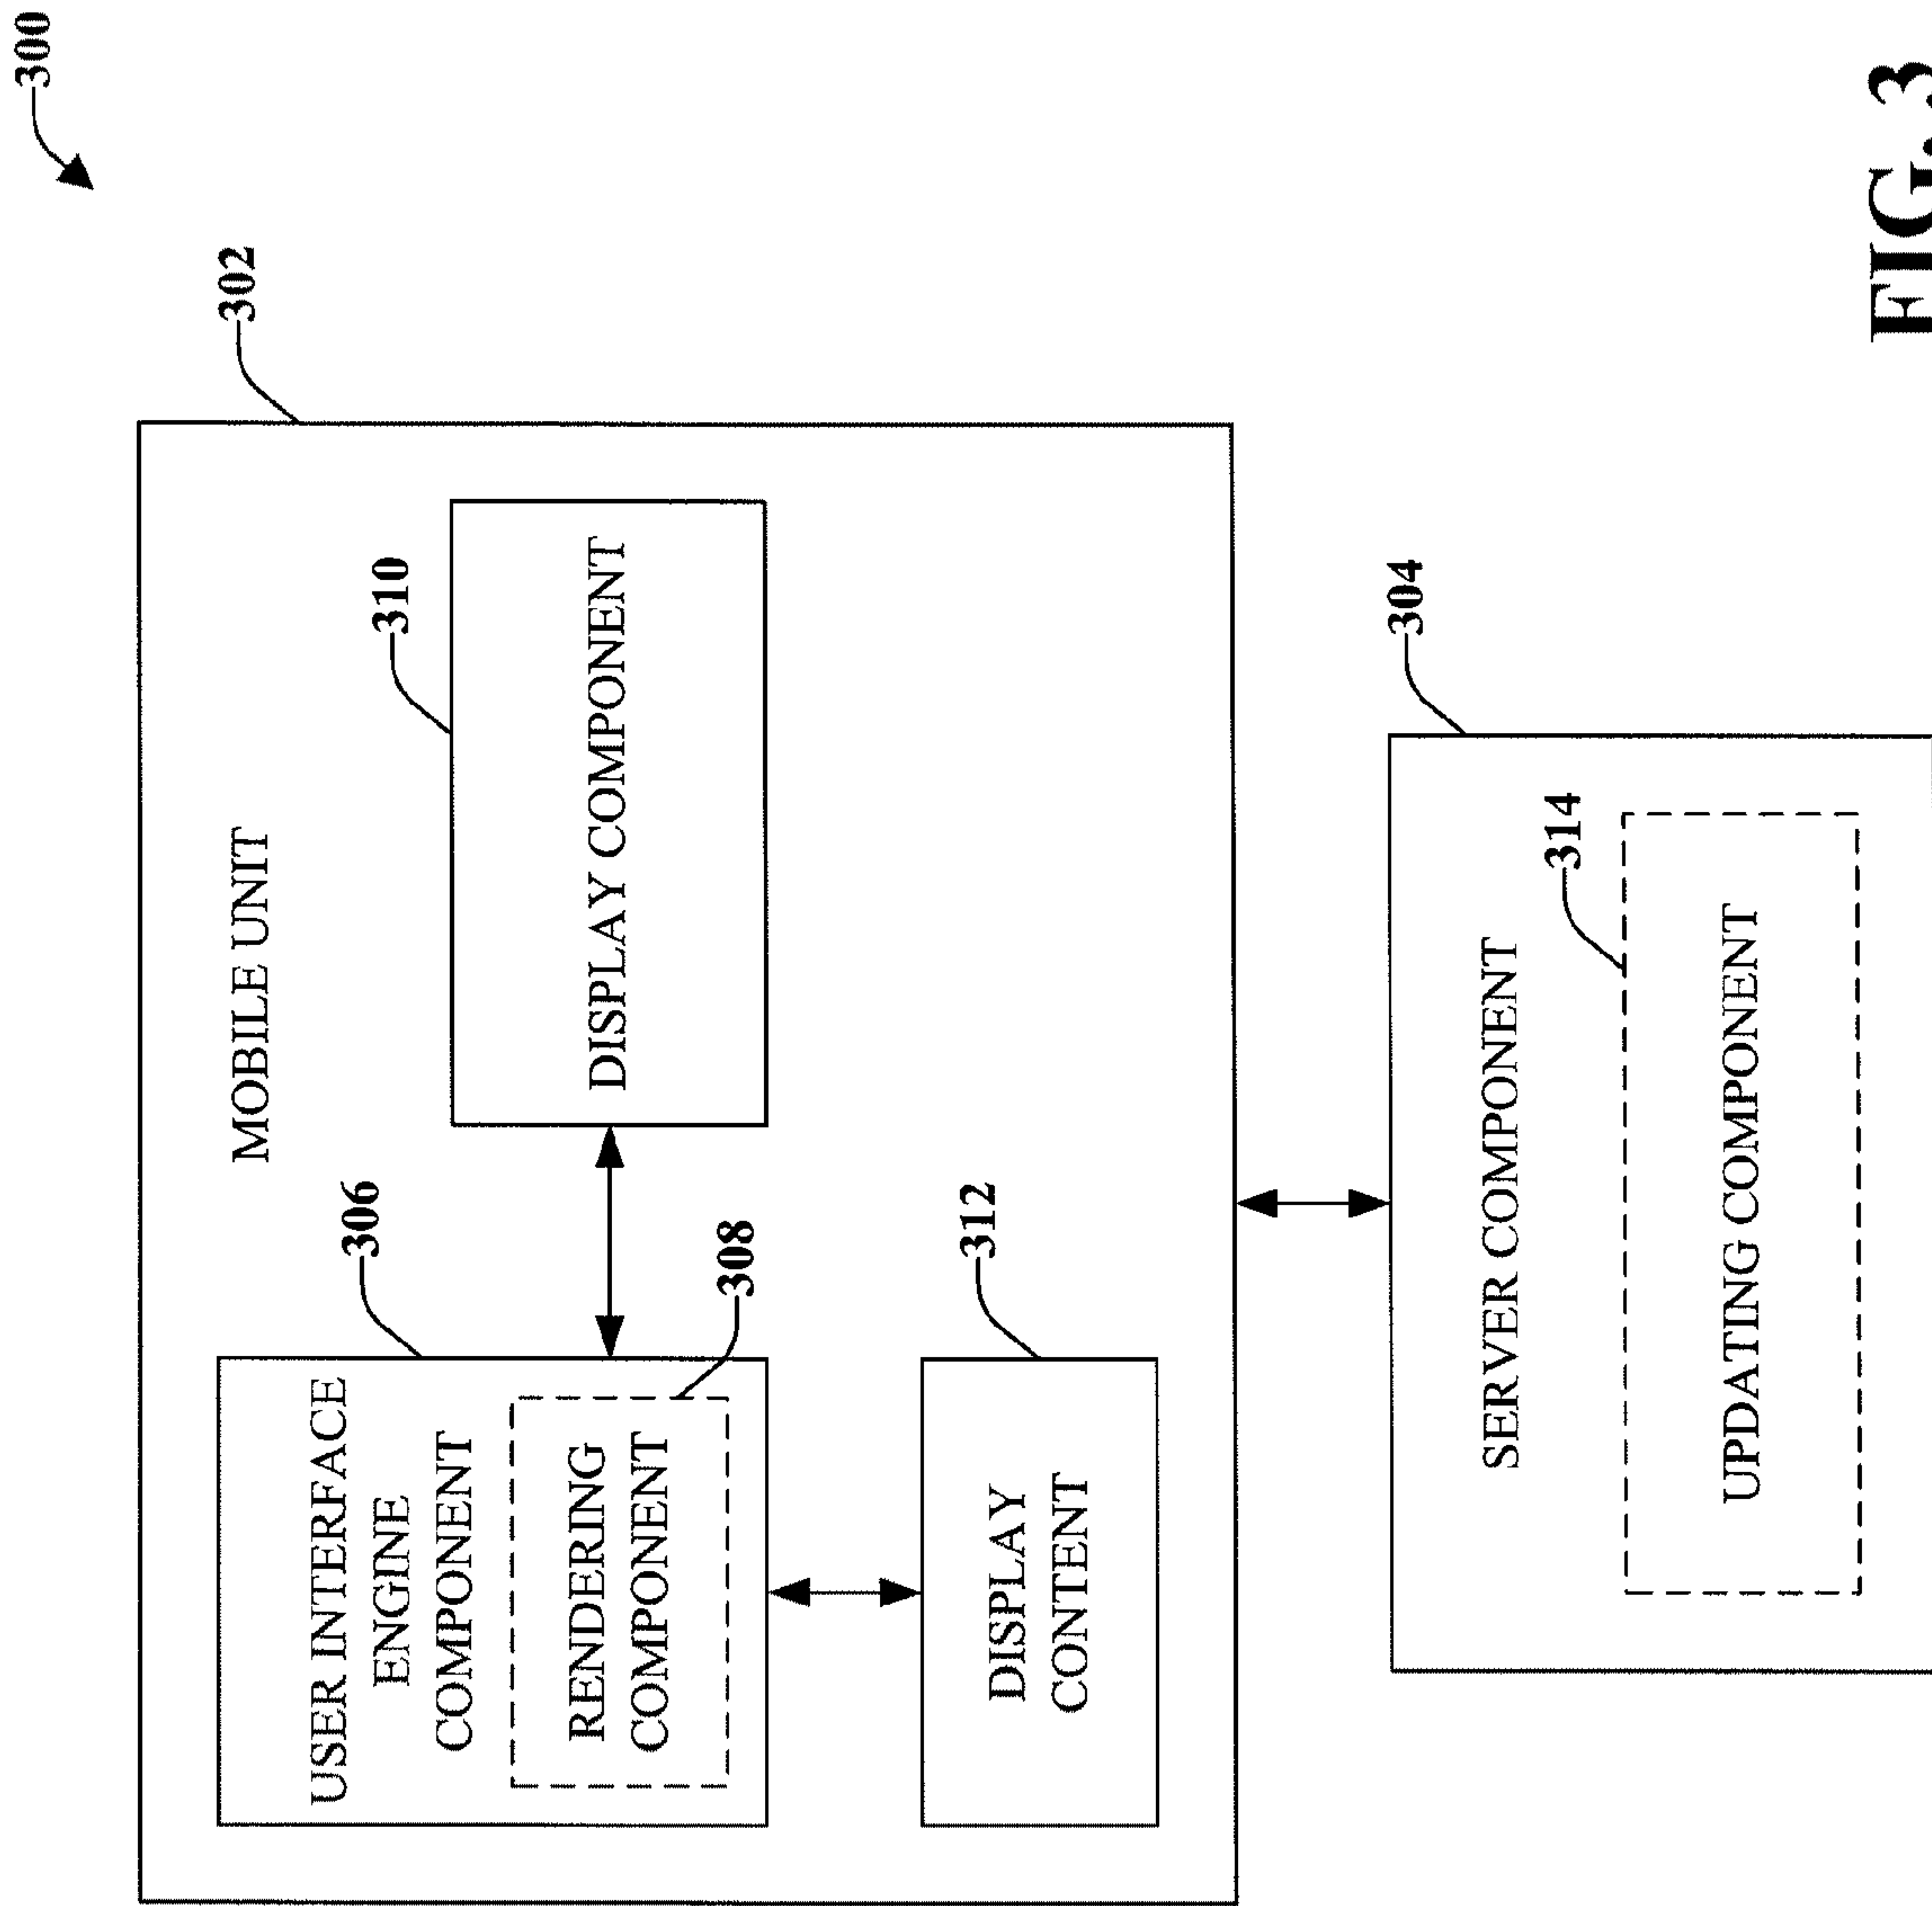 300
302
MOBILE UNIT
306
USER INTERFACE
ENGINE
COMPONENT
310
DISPLAY COMPONENT
RENDERING
COMPONENT
308
312
DISPLAY
CONTENT
304
SERVER COMPONENT
314
UPDATING COMPONENT
FIG. 3